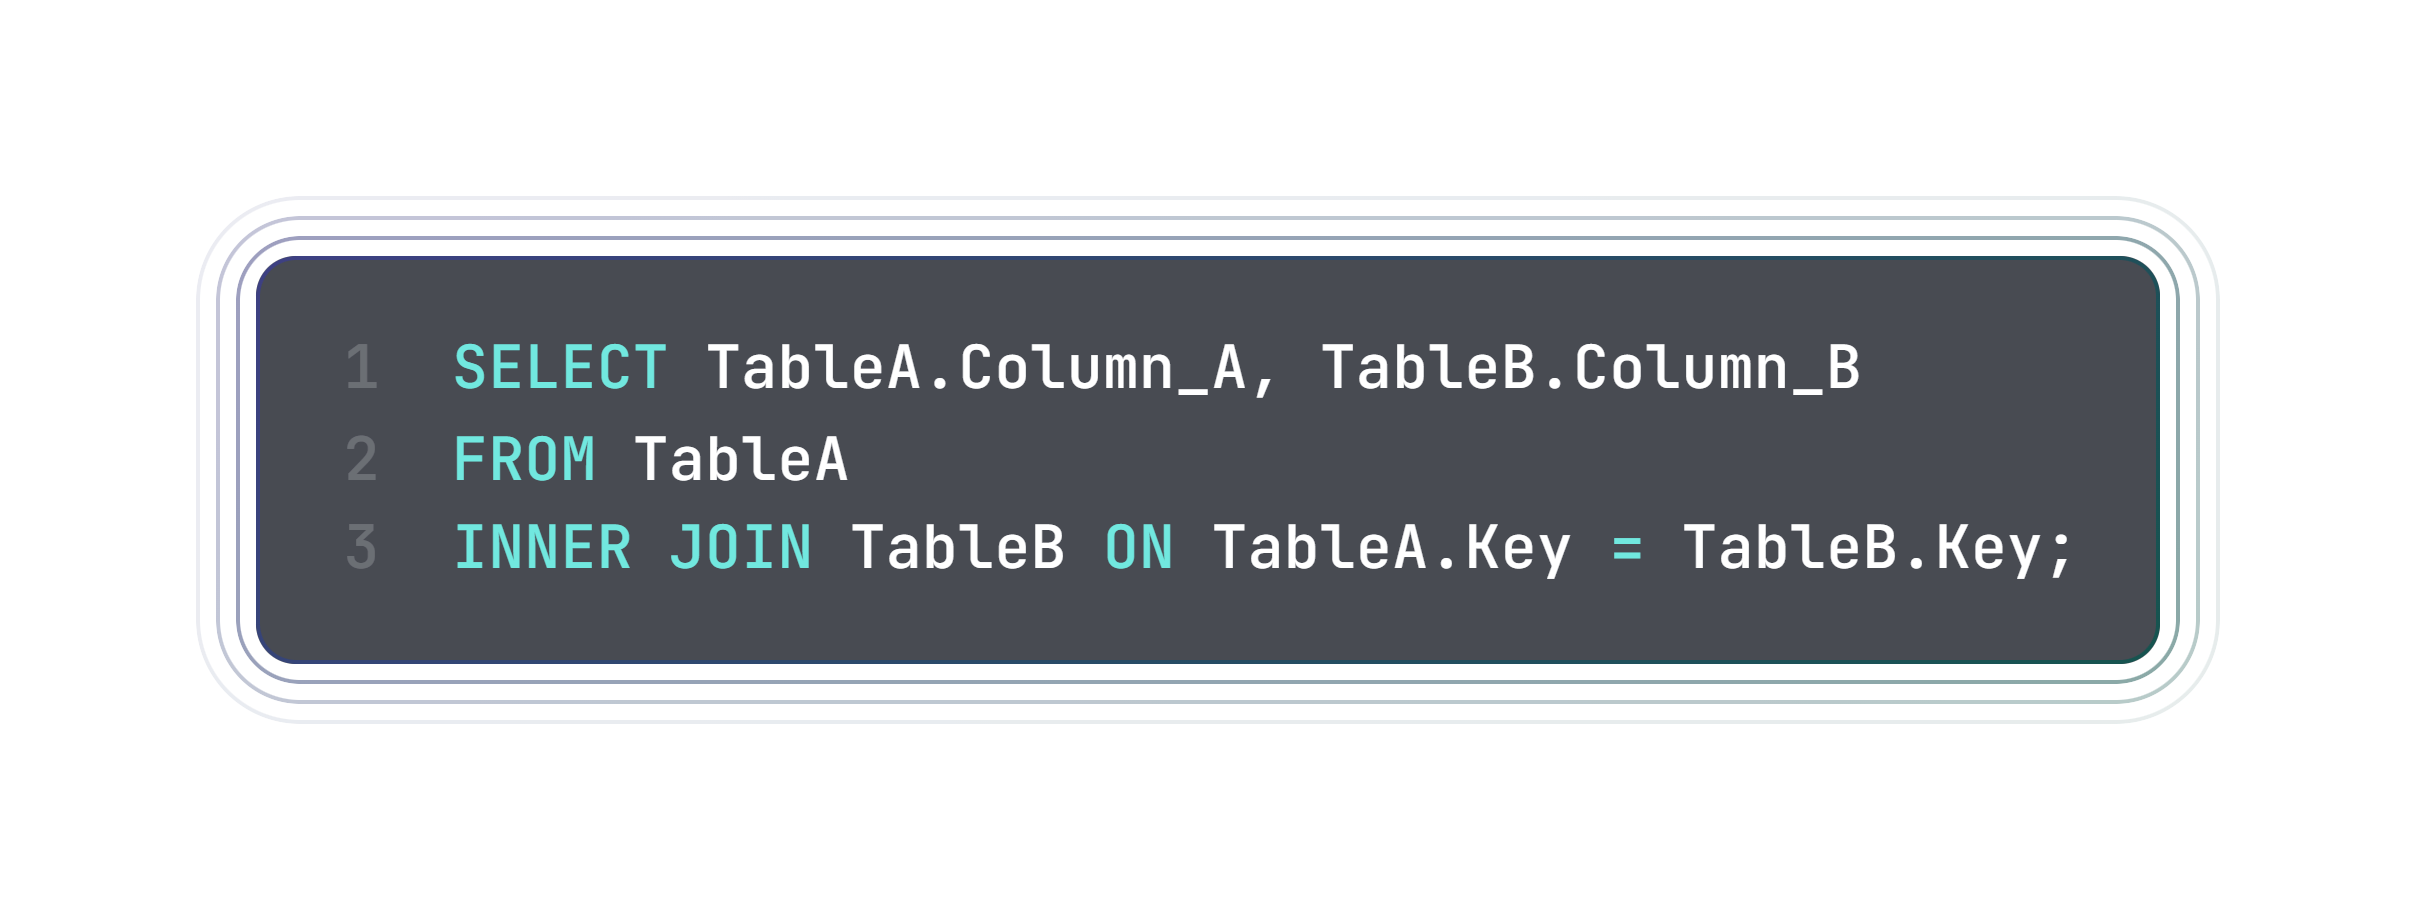 1 SELECT TableA.Column_A, TableB.Column_B
2 FROM TableA
3 INNER JOIN TableB ON TableA.Key = TableB.Key;